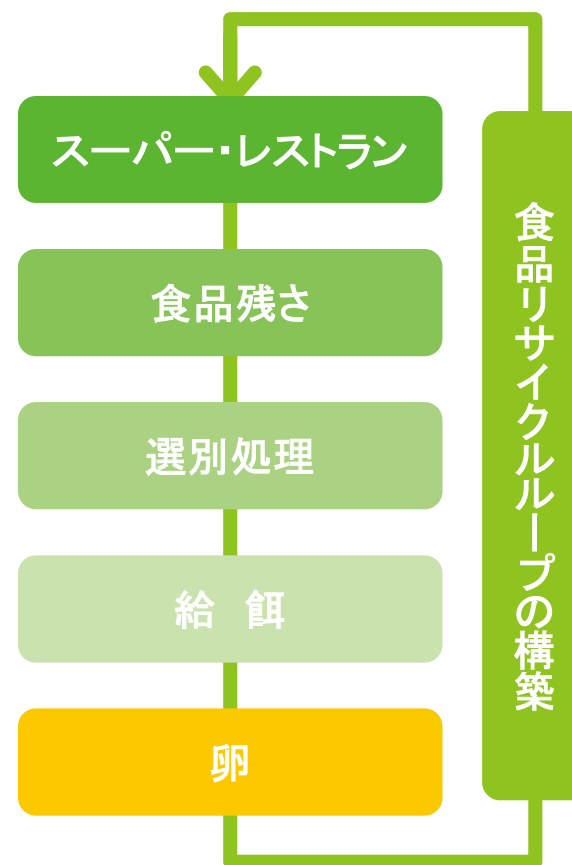 スーパー・レストラン
食品残さ
選別処理
給　餌
卵
食品リサイクルループの構築